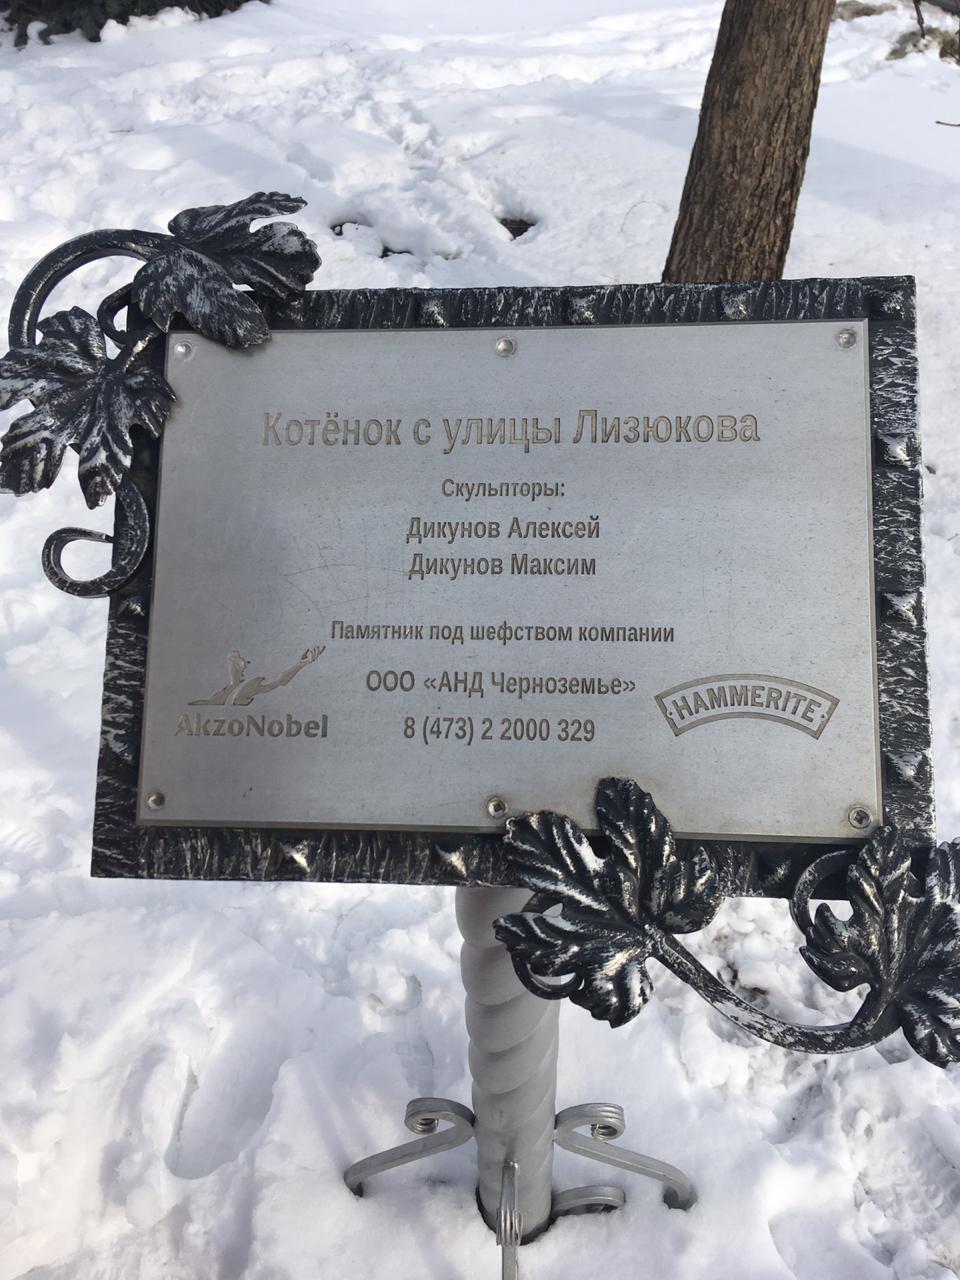 Котёнок с улицы Лизюкова
Скульпторы:
Дикунов Алексей
Дикунов Максим
Памятник под шефством компании
ООО «АНД Черноземье»
8 (473) 2 2000 329
AkzoNobel
HAMMERITE